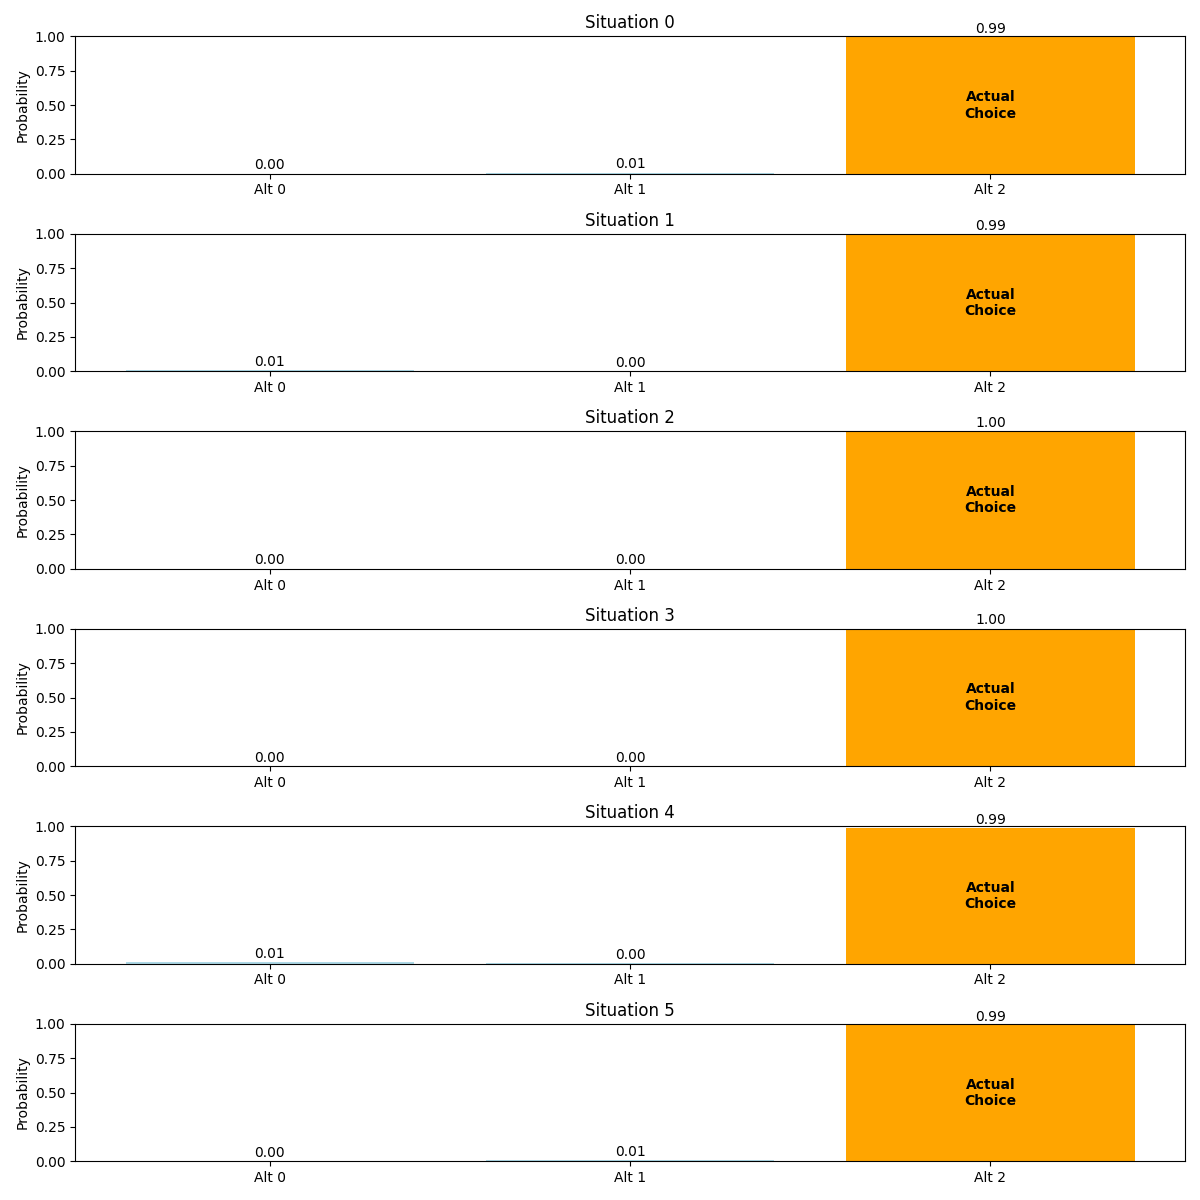 Situation 0
0.99
1.00
0.75
0.50
0.25
0.00
Probability
Actual
Choice
0.00
0.01
Alt 0
Alt 1
Alt 2
Situation 1
0.99
1.00
0.75
0.50
0.25
0.00
Probability
Actual
Choice
0.01
0.00
Alt 0
Alt 1
Alt 2
Situation 2
1.00
1.00
0.75
0.50
0.25
0.00
Probability
Actual
Choice
0.00
0.00
Alt 0
Alt 1
Alt 2
Situation 3
1.00
1.00
0.75
0.50
0.25
0.00
Probability
Actual
Choice
0.00
0.00
Alt 0
Alt 1
Alt 2
Situation 4
0.99
1.00
0.75
0.50
0.25
0.00
Probability
Actual
Choice
0.01
0.00
Alt 0
Alt 1
Alt 2
Situation 5
0.99
1.00
0.75
0.50
0.25
0.00
Probability
Actual
Choice
0.00
0.01
Alt 0
Alt 1
Alt 2